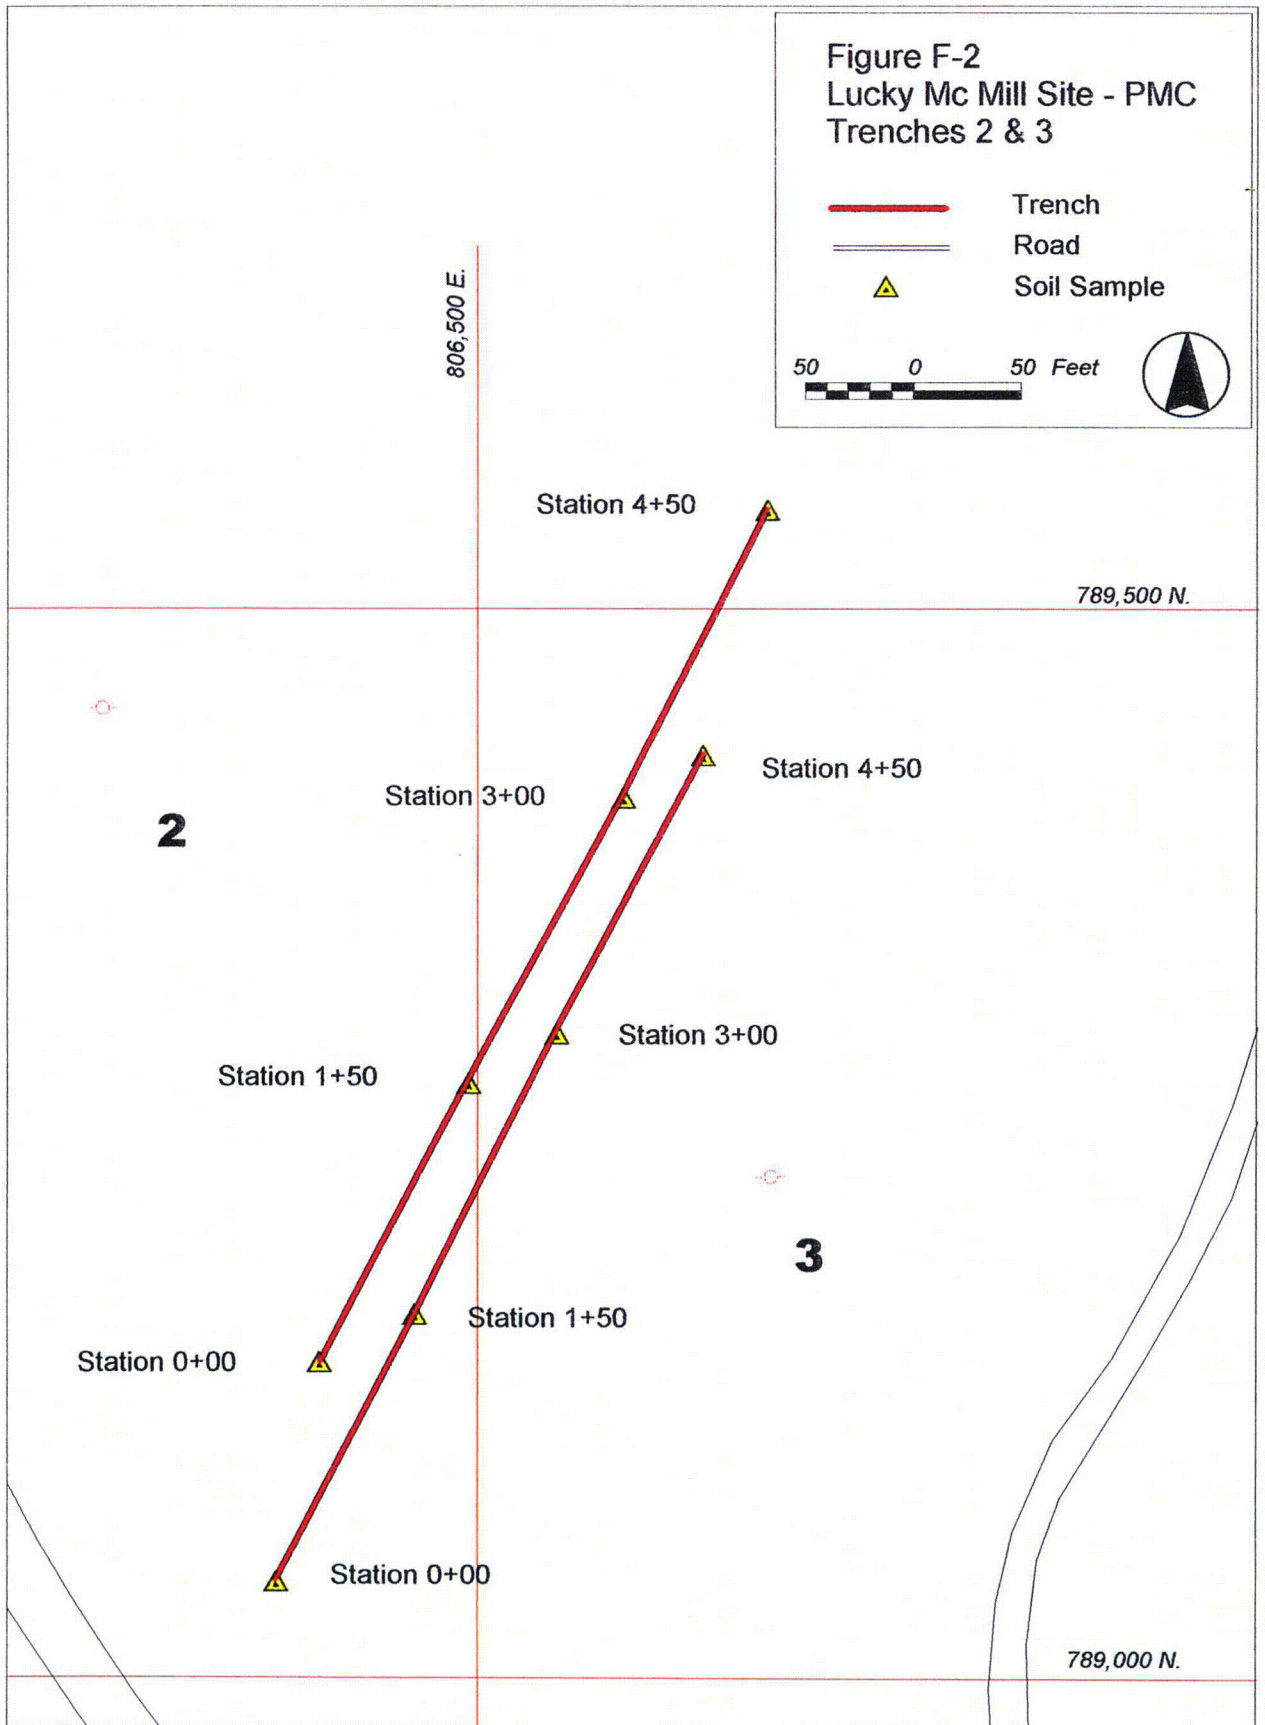 Figure F-2
Lucky Mc Mill Site - PMC
Trenches 2 & 3
Trench
Road
Soil Sample
50 0 50 Feet
806,500 E.
Station 4+50
789,500 N.
Station 4+50
Station 3+00
2
Station 3+00
Station 1+50
3
Station 1+50
Station 0+00
Station 0+00
789,000 N.